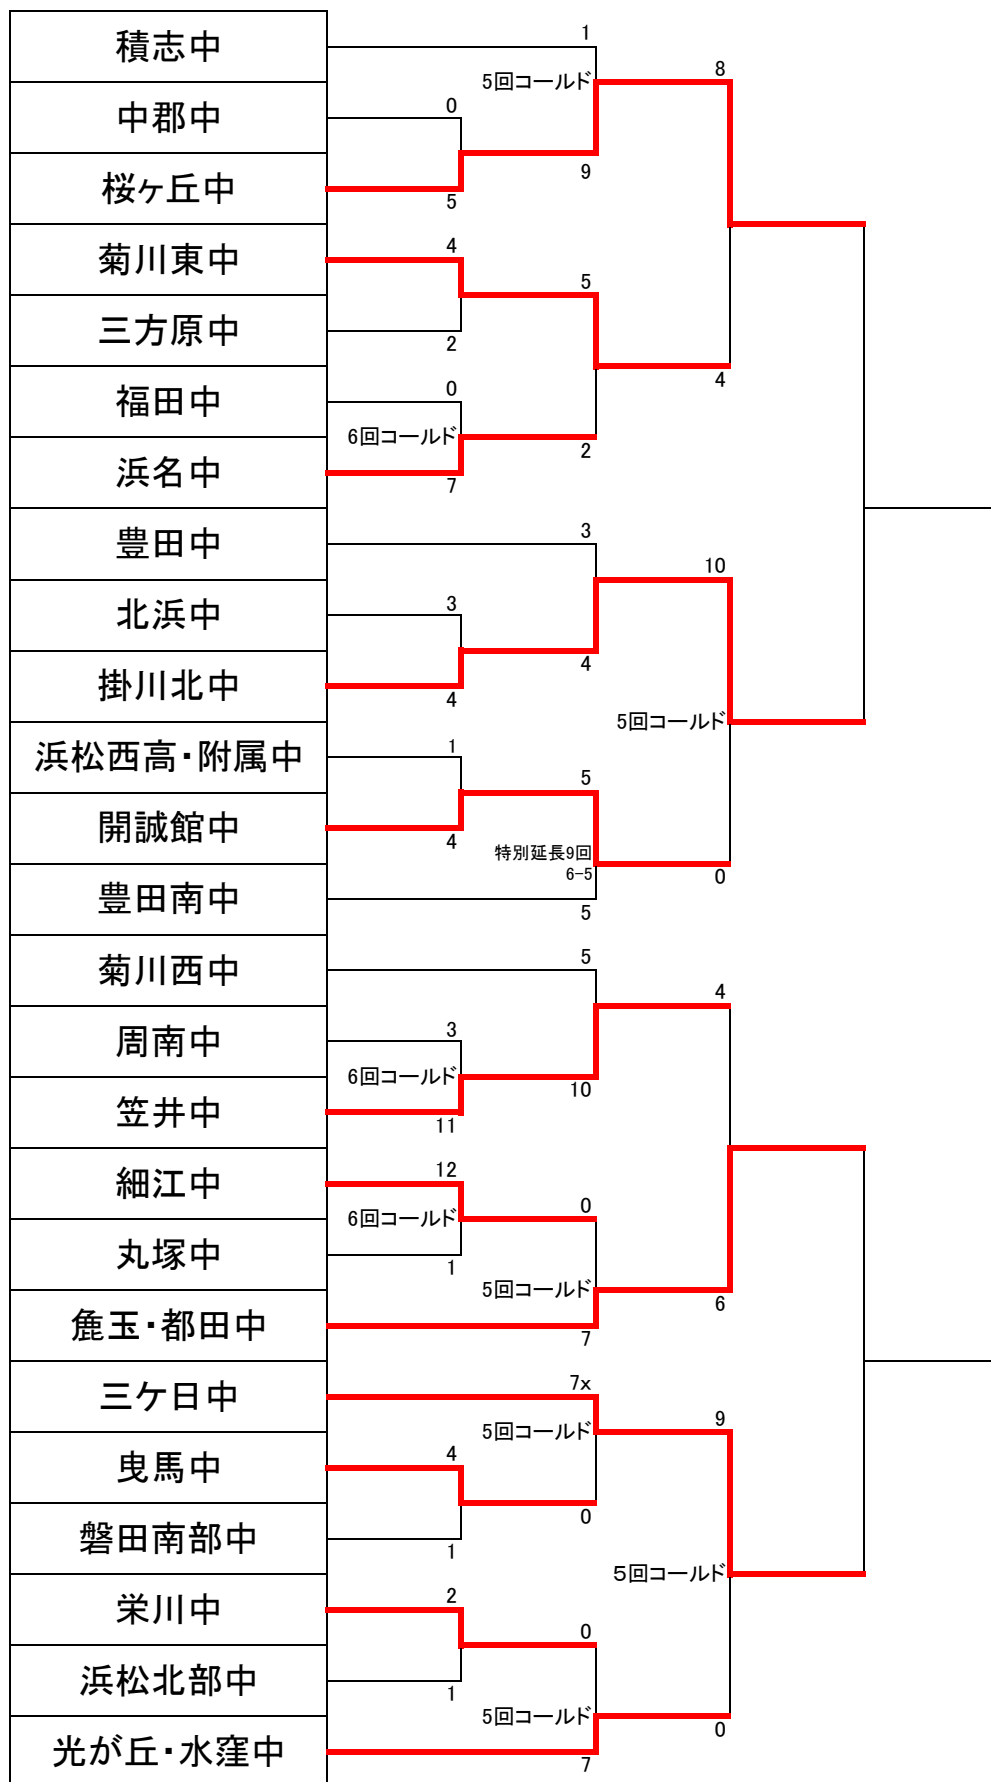 積志中
1
5回コールド
8
中郡中
0
9
桜ヶ丘中
5
菊川東中
4
5
三方原中
2
4
福田中
0
6回コールド
2
浜名中
7
豊田中
3
10
北浜中
3
4
掛川北中
4
5回コールド
浜松西高・附属中
1
5
開誠館中
4
特別延長9回
6-5
0
豊田南中
5
菊川西中
5
4
周南中
3
6回コールド
10
笠井中
11
細江中
12
0
6回コールド
丸塚中
1
5回コールド
6
麁玉・都田中
7
三ケ日中
7x
5回コールド
9
曳馬中
4
0
磐田南部中
1
5回コールド
栄川中
2
0
浜松北部中
1
5回コールド
0
光が丘・水窪中
7